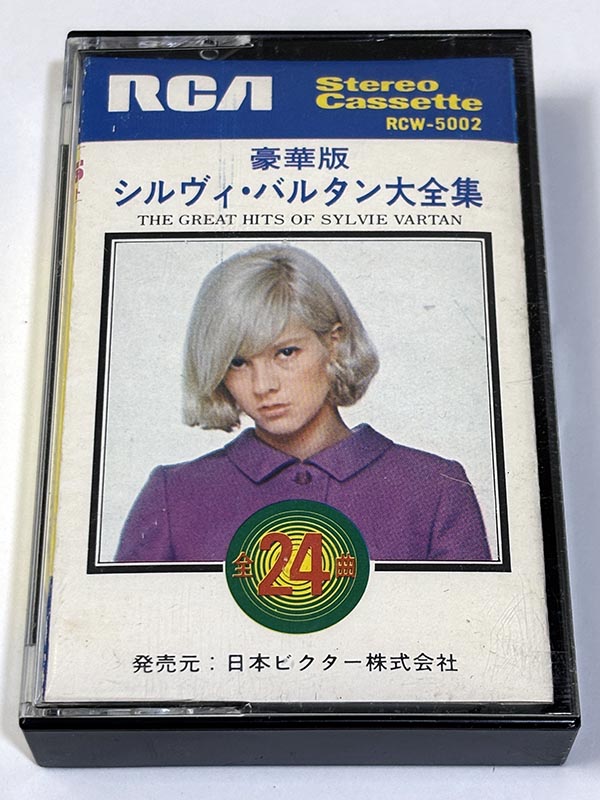 RCA
Stereo
Cassette
RCW-5002
豪華版
シルヴィ・バルタン大全集
THE GREAT HITS OF SYLVIE VARTAN
全24曲
発売元：日本ビクター株式会社